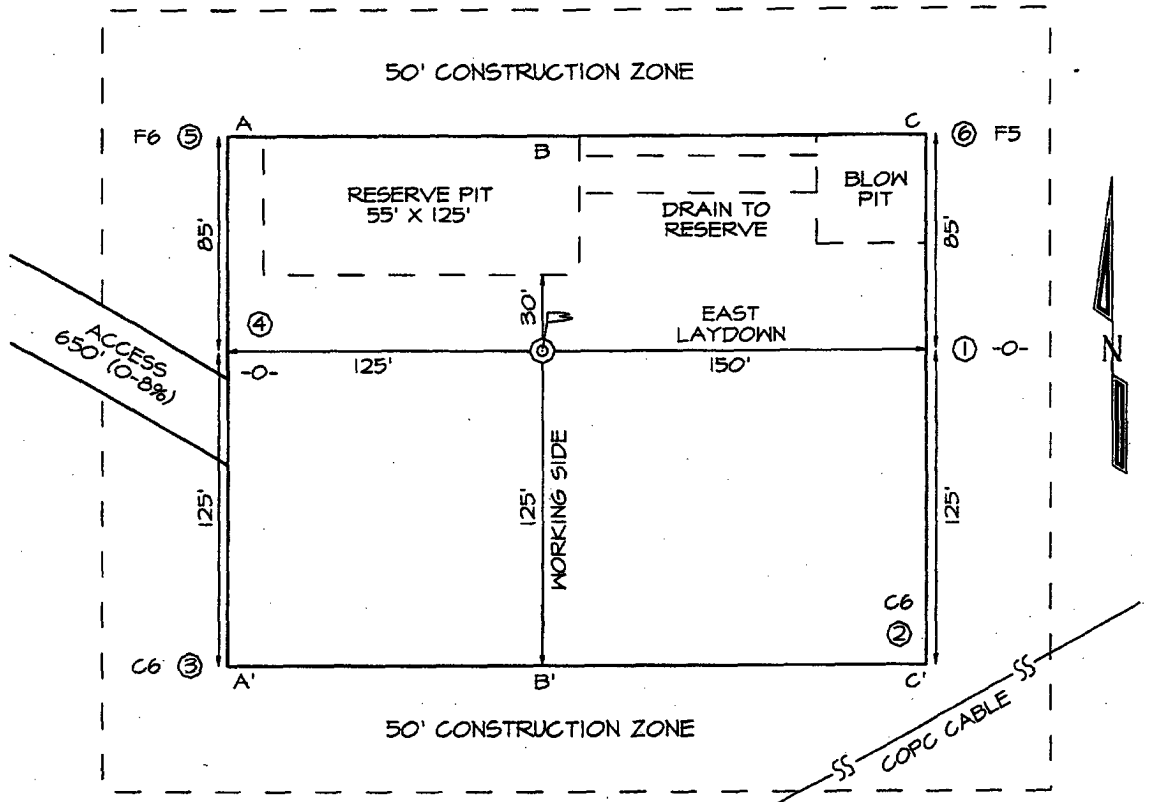 50' CONSTRUCTION ZONE
F6 ⑤
A
C
⑥ F5
B
RESERVE PIT
55' X 125'
BLOW
PIT
DRAIN TO
RESERVE
85'
85'
30'
④
EAST
LAYDOWN
ACCESS
650' (0-8%)
-0-
125'
150'
① -0-
N
125'
125'
WORKING SIDE
125'
C6
②
C6 ③
A'
B'
C'
50' CONSTRUCTION ZONE
SS
COPC CABLE
SS